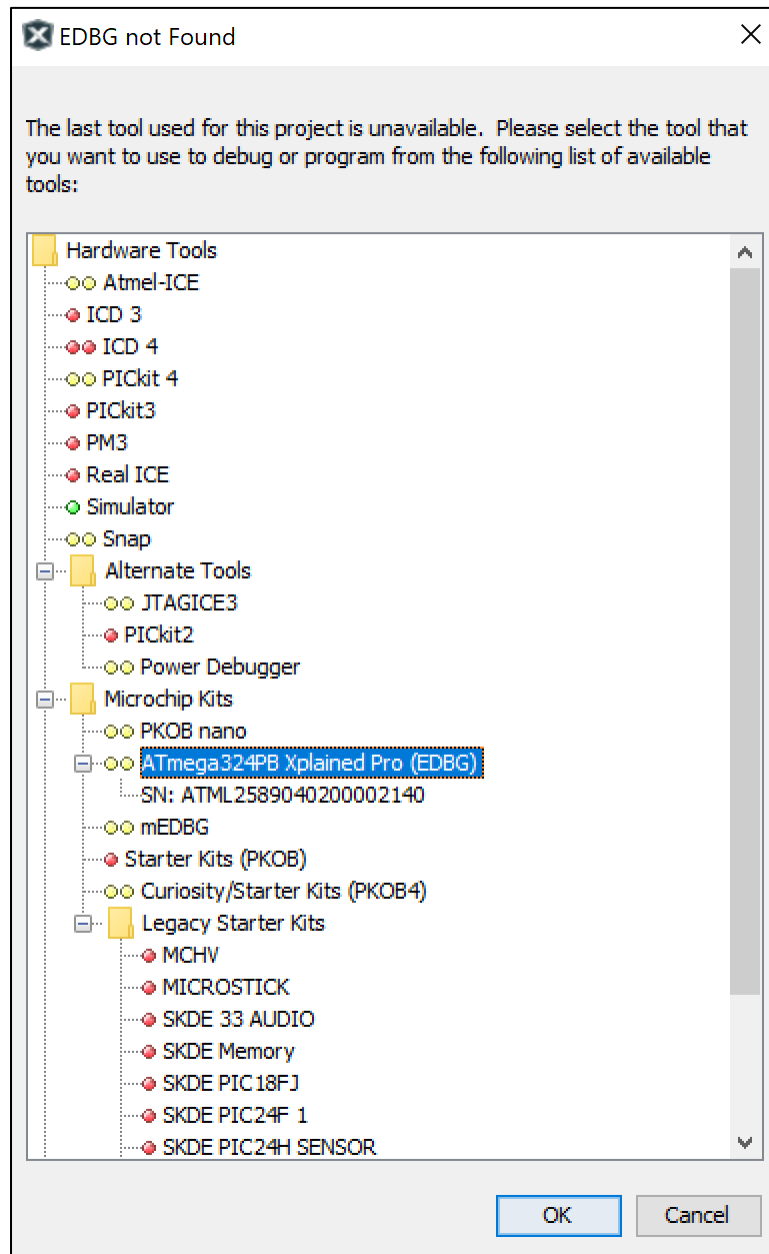 EDBG not Found
The last tool used for this project is unavailable.  Please select the tool that
you want to use to debug or program from the following list of available
tools:
Hardware Tools
Atmel-ICE
ICD 3
ICD 4
PICkit 4
PICkit3
PM3
Real ICE
Simulator
Snap
Alternate Tools
JTAGICE3
PICkit2
Power Debugger
Microchip Kits
PKOB nano
ATmega324PB Xplained Pro (EDBG)
SN: ATML2589040200002140
mEDBG
Starter Kits (PKOB)
Curiosity/Starter Kits (PKOB4)
Legacy Starter Kits
MCHV
MICROSTICK
SKDE 33 AUDIO
SKDE Memory
SKDE PIC18FJ
SKDE PIC24F 1
SKDE PIC24H SENSOR
OK Cancel